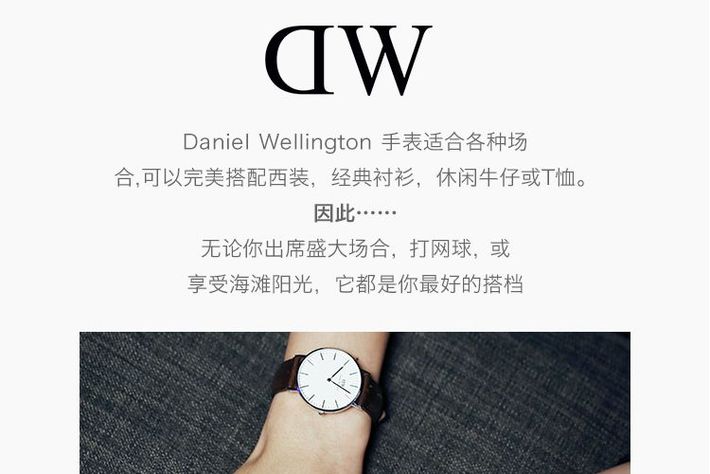 DW
Daniel Wellington 手表适合各种场
合,可以完美搭配西装，经典衬衫，休闲牛仔或T恤。
因此……
无论你出席盛大场合，打网球，或
享受海滩阳光，它都是你最好的搭档